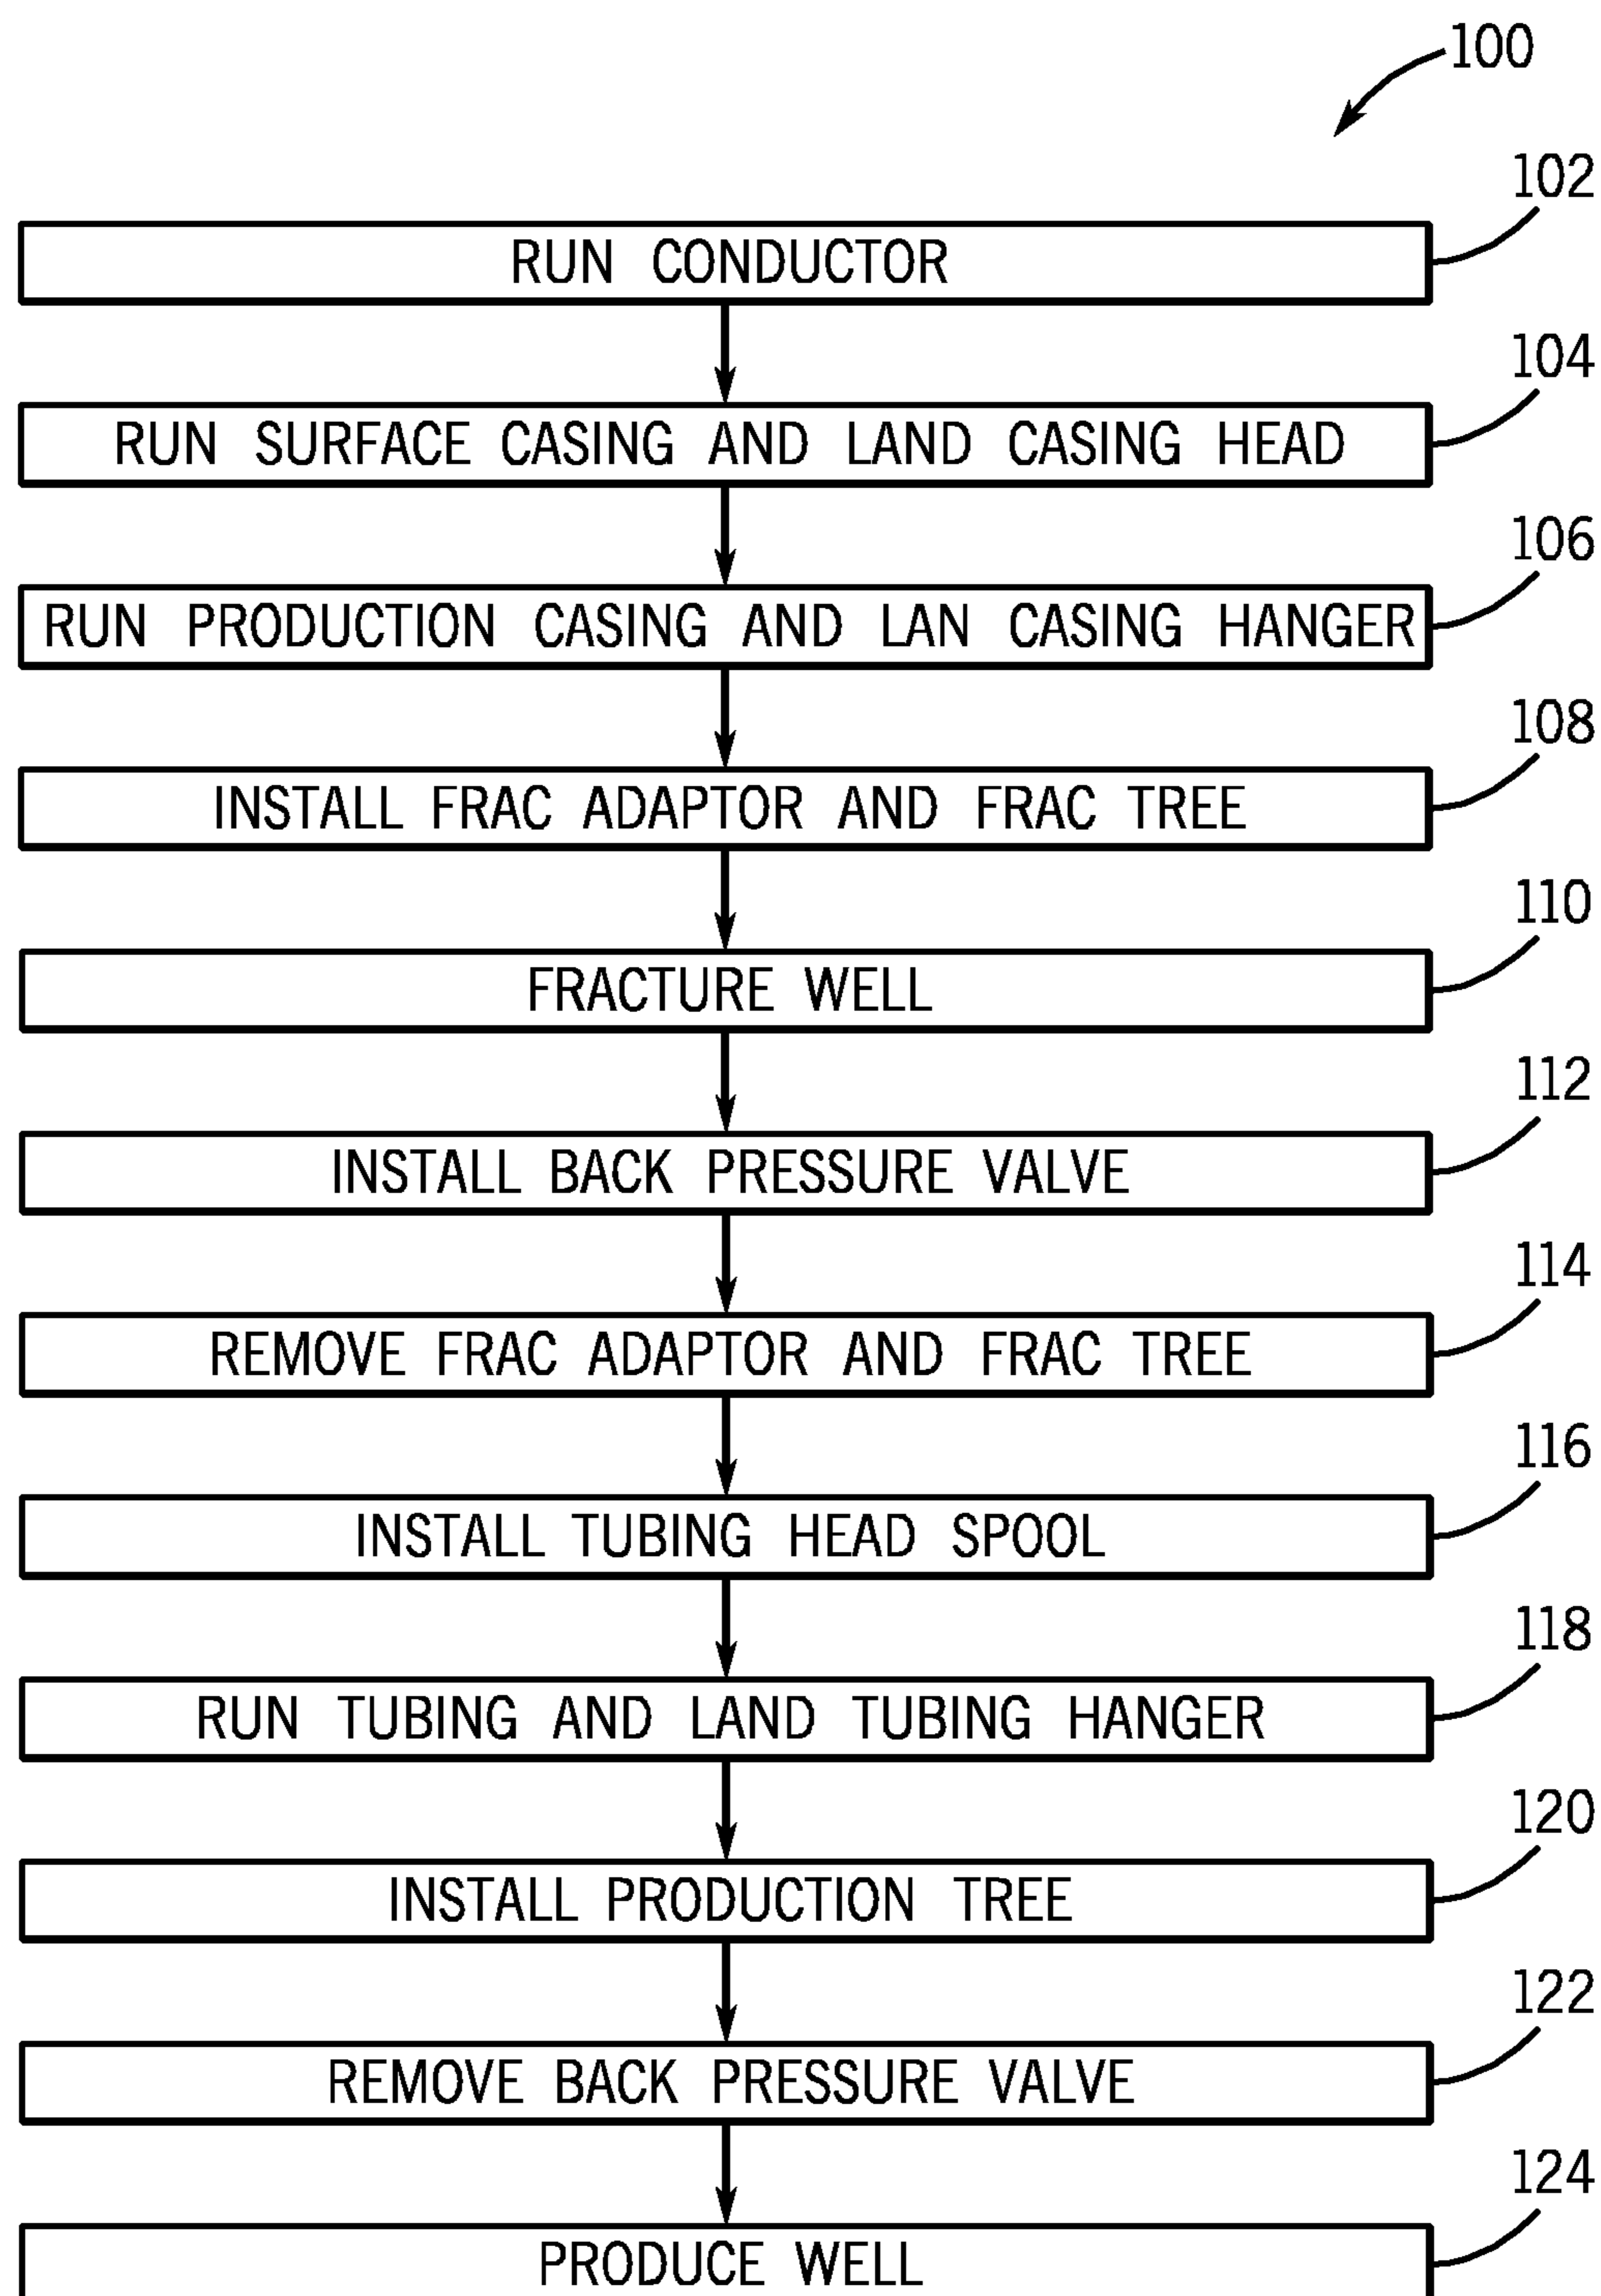 100
102
RUN CONDUCTOR
104
RUN SURFACE CASING AND LAND CASING HEAD
106
RUN PRODUCTION CASING AND LAN CASING HANGER
108
INSTALL FRAC ADAPTOR AND FRAC TREE
110
FRACTURE WELL
112
INSTALL BACK PRESSURE VALVE
114
REMOVE FRAC ADAPTOR AND FRAC TREE
116
INSTALL TUBING HEAD SPOOL
118
RUN TUBING AND LAND TUBING HANGER
120
INSTALL PRODUCTION TREE
122
REMOVE BACK PRESSURE VALVE
124
PRODUCE WELL